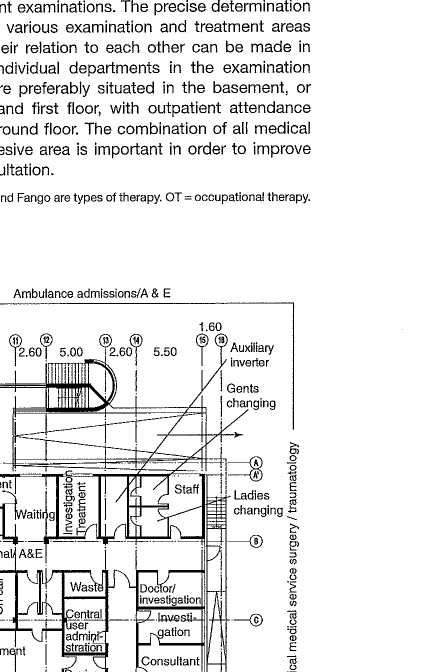 nt examinations. The precise determination
various examination and treatment areas
eir relation to each other can be made in
ndividual departments in the examination
re preferably situated in the basement, or
and first floor, with outpatient attendance
round floor. The combination of all medical
esive area is important in order to improve
ultation.
nd Fango are types of therapy. OT = occupational therapy.
Ambulance admissions/A & E
1.60
11 12 13 14 15 16
2.60 5.00 2.60 5.50
Auxiliary
inverter
Gents
changing
A
A'
Staff
Ladies
changing
Investigation
Treatment
nt
Waiting
B
nal/ A&E
Waste
Doctor/
investigation
Central
user
admini-
stration
Investi-
gation
C
on call
ment
Consultant
cal medical service surgery / traumatology